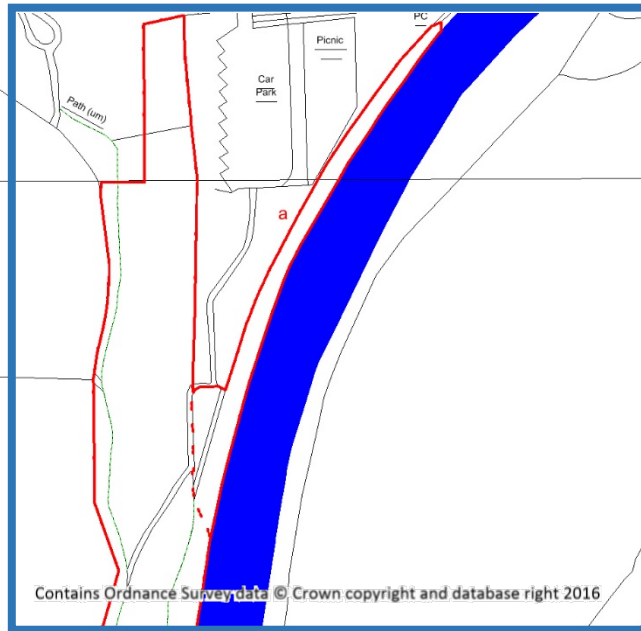 PC
Picnic
Car
Park
Path (um)
a
Contains Ordnance Survey data © Crown copyright and database right 2016